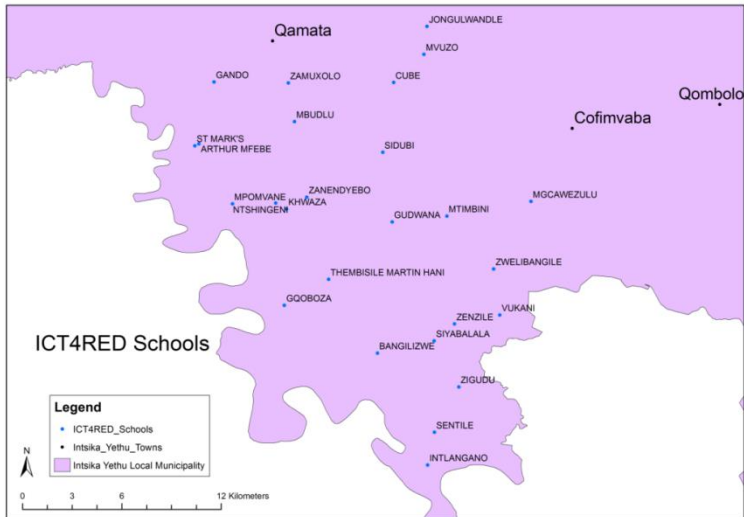 JONGULWANDLE
Qamata
MVUZO
GANDO
ZAMUXOLO
CUBE
Qombolo
MBUDLU
Cofimvaba
ST MARK'S
ARTHUR MFEBE
SIDUBI
ZANENDYEBO
MPOMVANE
KHWAZA
NTSHINGENI
MGCAWEZULU
GUDWANA
MTIMBINI
ZWELIBANGILE
THEMBISILE MARTIN HANI
GQOBOZA
VUKANI
ZENZILE
ICT4RED Schools
SIYABALALA
BANGILIZWE
ZIGUDU
Legend
ICT4RED_Schools
Intsika_Yethu_Towns
Intsika Yethu Local Municipality
SENTILE
INTLANGANO
N
0 3 6 12 Kilometers